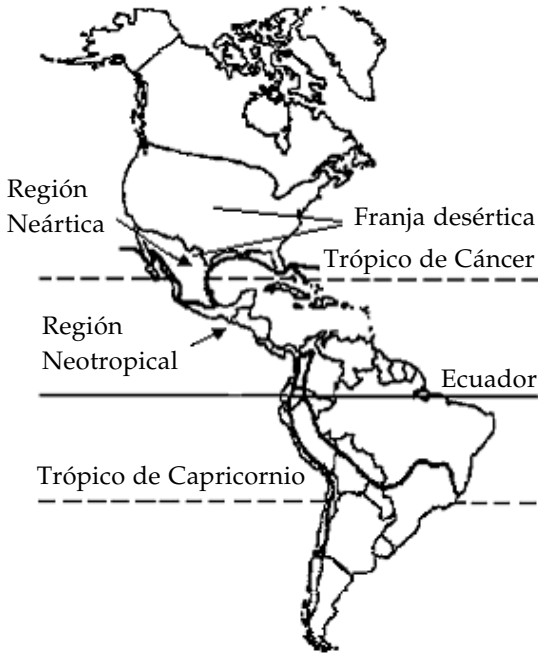 Región
Neártica
Franja desértica
Trópico de Cáncer
Región
Neotropical
Ecuador
Trópico de Capricornio